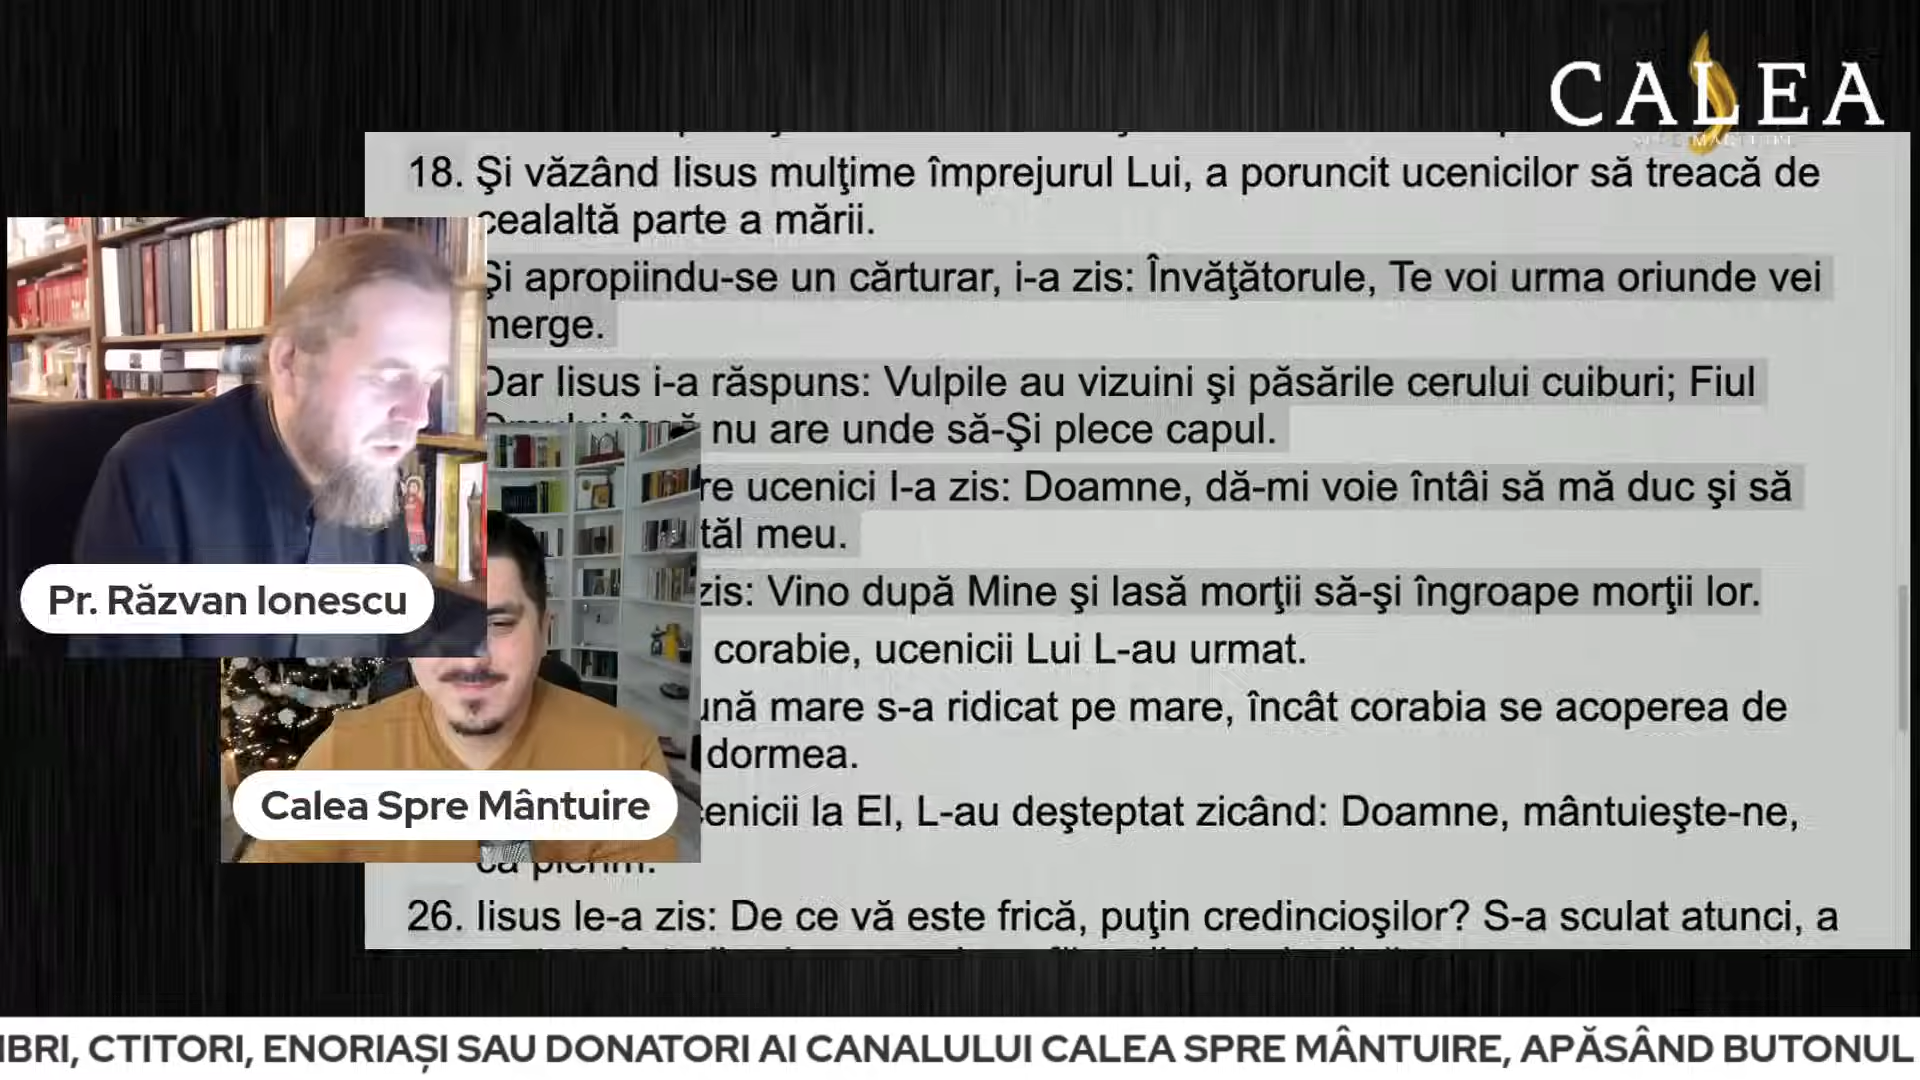 CALEA
18. Şi văzând Iisus mulţime împrejurul Lui, a poruncit ucenicilor să treacă de
cealaltă parte a mării.
Şi apropiindu-se un cărturar, i-a zis: Învăţătorule, Te voi urma oriunde vei
merge.
Dar Iisus i-a răspuns: Vulpile au vizuini şi păsările cerului cuiburi; Fiul
Omului însă nu are unde să-Şi plece capul.
re ucenici I-a zis: Doamne, dă-mi voie întâi să mă duc şi să
tăl meu.
zis: Vino după Mine şi lasă morţii să-şi îngroape morţii lor.
corabie, ucenicii Lui L-au urmat.
ună mare s-a ridicat pe mare, încât corabia se acoperea de
dormea.
cenicii la El, L-au deşteptat zicând: Doamne, mântuieşte-ne,
că pierim.
26. Iisus le-a zis: De ce vă este frică, puţin credincioşilor? S-a sculat atunci, a
Pr. Răzvan Ionescu
Calea Spre Mântuire
IBRI, CTITORI, ENORIAȘI SAU DONATORI AI CANALULUI CALEA SPRE MÂNTUIRE, APĂSÂND BUTONUL